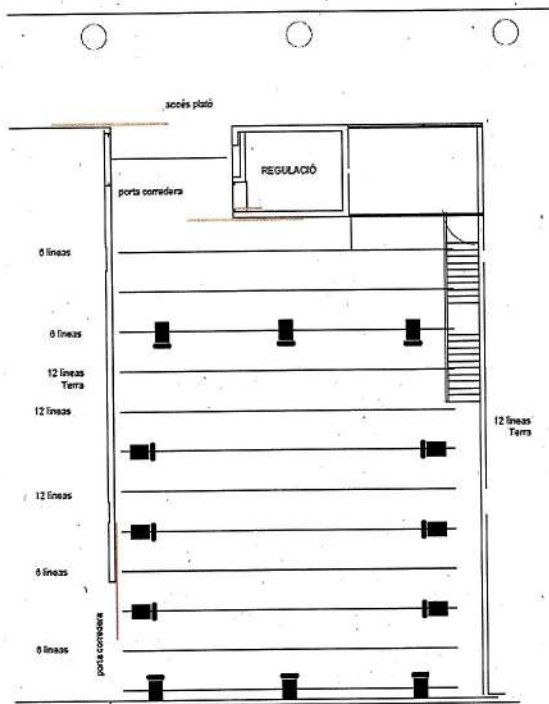 accés plató
REGULACIÓ
porta corredera
6 lineas
6 lineas
12 lineas
Terra
12 lineas
12 lineas
Terra
12 lineas
6 lineas
porta corredera
6 lineas